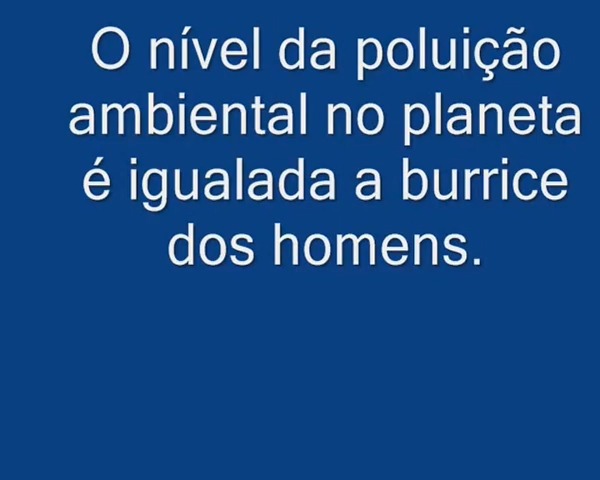 O nível da poluição
ambiental no planeta
é igualada a burrice
dos homens.